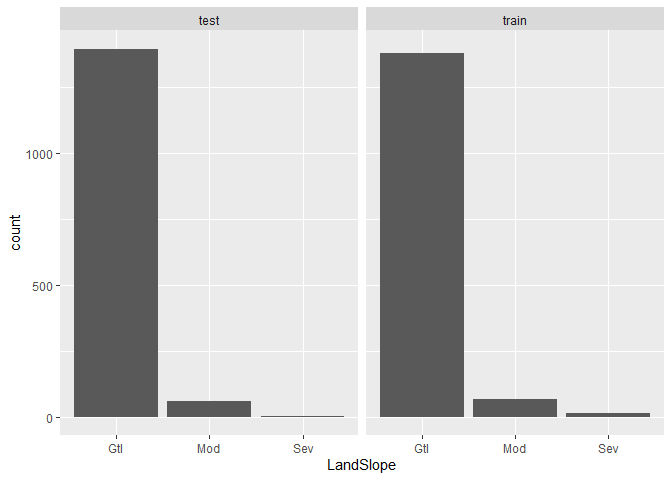 test
train
count
1000
500
0
Gtl
Mod
Sev
Gtl
Mod
Sev
LandSlope